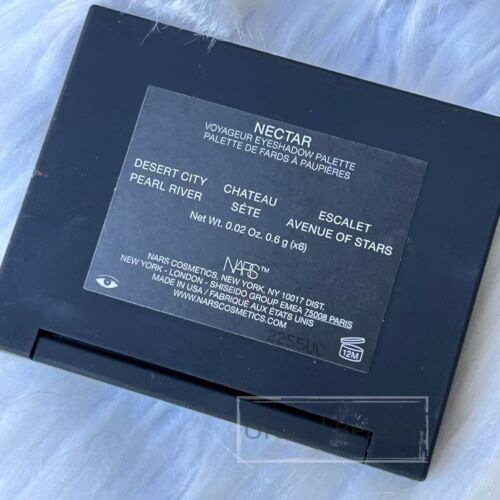 NECTAR
VOYAGEUR EYESHADOW PALETTE
PALETTE DE FARDS À PAUPIÈRES
DESERT CITY CHATEAU ESCALET
PEARL RIVER SÉTE AVENUE OF STARS
Net Wt. 0.02 Oz. 0.6 g (x6)
NARS™
NARS COSMETICS, NEW YORK, NY 10017 DIST.
NEW YORK - LONDON - SHISEIDO GROUP EMEA 75008 PARIS
MADE IN USA / FABRIQUE AUX ÉTATS UNIS
WWW.NARSCOSMETICS.COM
2255UC
12M